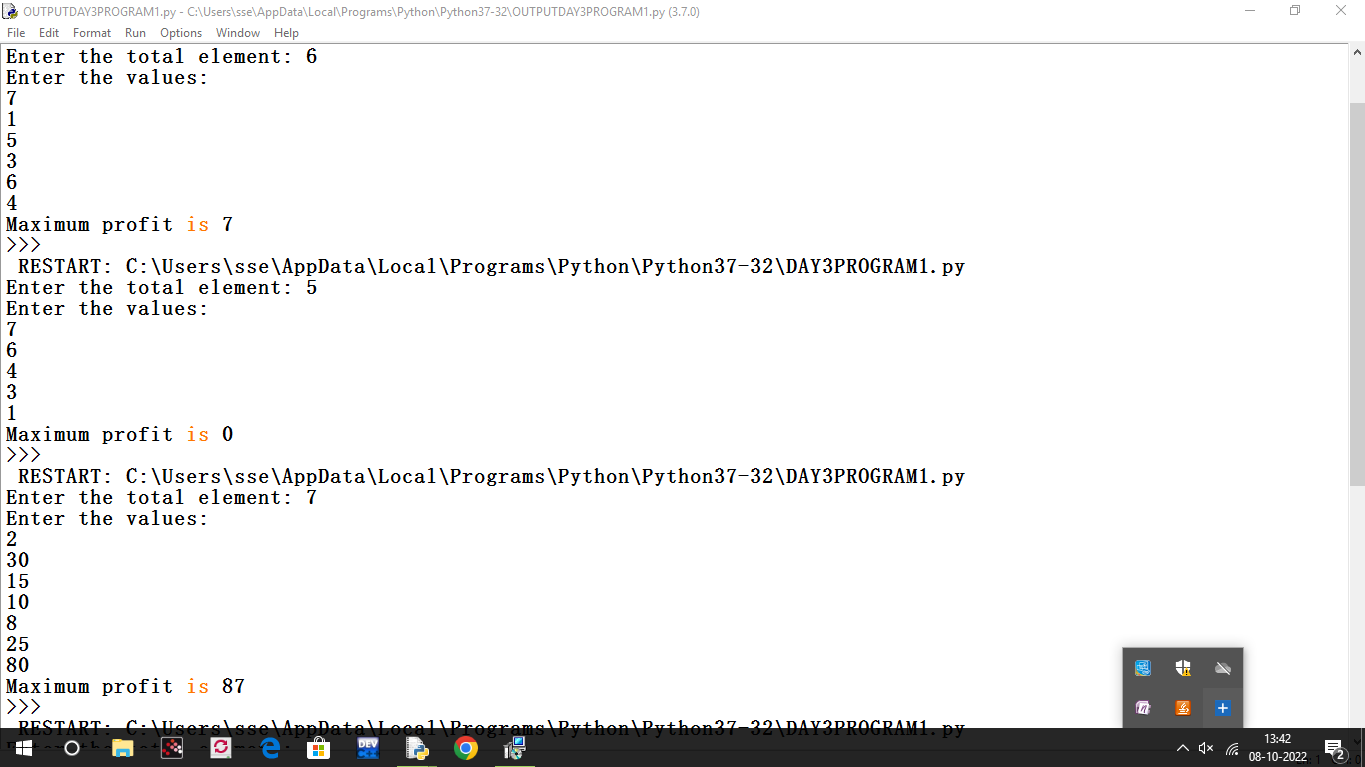 OUTPUTDAY3PROGRAM1.py - C:\Users\sse\AppData\Local\Programs\Python\Python37-32\OUTPUTDAY3PROGRAM1.py (3.7.0)
File Edit Format Run Options Window Help
Enter the total element: 6
Enter the values:
7
1
5
3
6
4
Maximum profit is 7
>>>
RESTART: C:\Users\sse\AppData\Local\Programs\Python\Python37-32\DAY3PROGRAM1.py
Enter the total element: 5
Enter the values:
7
6
4
3
1
Maximum profit is 0
>>>
RESTART: C:\Users\sse\AppData\Local\Programs\Python\Python37-32\DAY3PROGRAM1.py
Enter the total element: 7
Enter the values:
2
30
15
10
8
25
80
Maximum profit is 87
>>>
RESTART: C:\Users\sse\AppData\Local\Programs\Python\Python37-32\DAY3PROGRAM1.py
DEV
13:42
08-10-2022
2